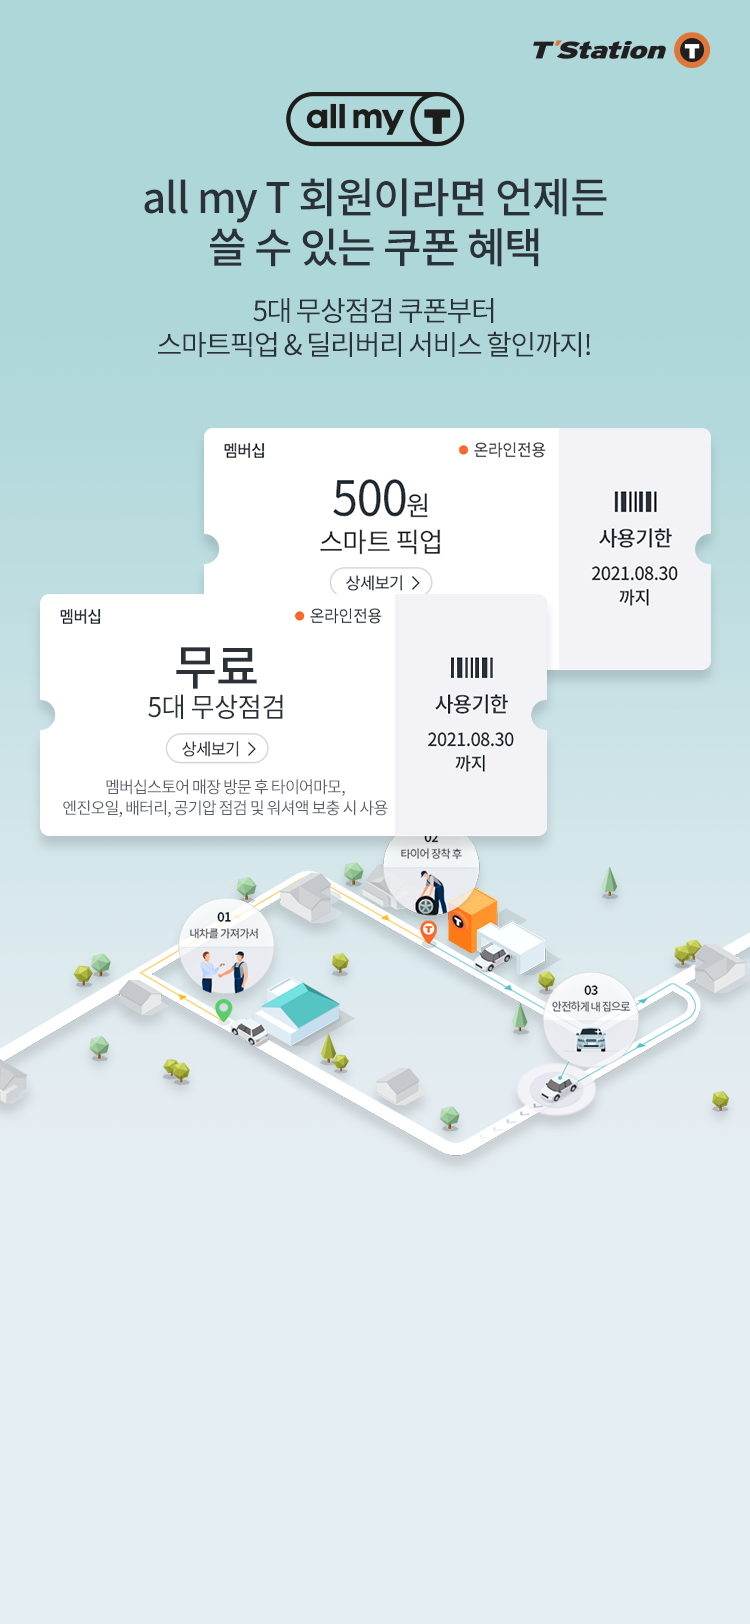 T'Station T
all my T
all my T 회원이라면 언제든
쓸 수 있는 쿠폰 혜택
5대 무상점검 쿠폰부터
스마트픽업 & 딜리버리 서비스 할인까지!
멤버십
온라인전용
500원
스마트 픽업
상세보기
사용기한
2021.08.30
까지
멤버십
온라인전용
무료
5대 무상점검
상세보기
멤버십스토어 매장 방문 후 타이어마모,
엔진오일, 배터리, 공기압 점검 및 워셔액 보충 시 사용
사용기한
2021.08.30
까지
02
타이어 장착 후
01
내차를 가져가서
T
T
03
안전하게 내 집으로